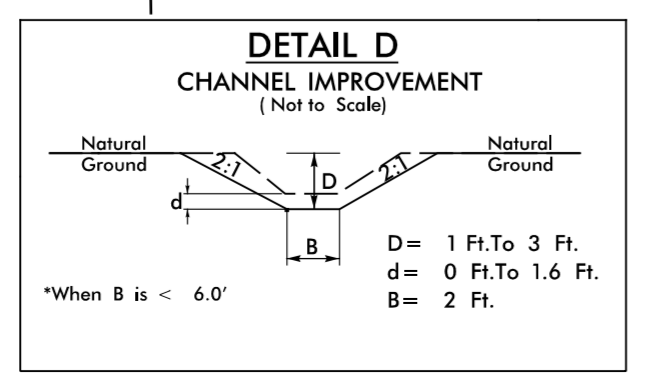 DETAIL D
CHANNEL IMPROVEMENT
( Not to Scale)
Natural
Ground
2:1
D
2:1
Natural
Ground
d
B
D= 1 Ft.To 3 Ft.
d= 0 Ft.To 1.6 Ft.
B= 2 Ft.
*When B is < 6.0'